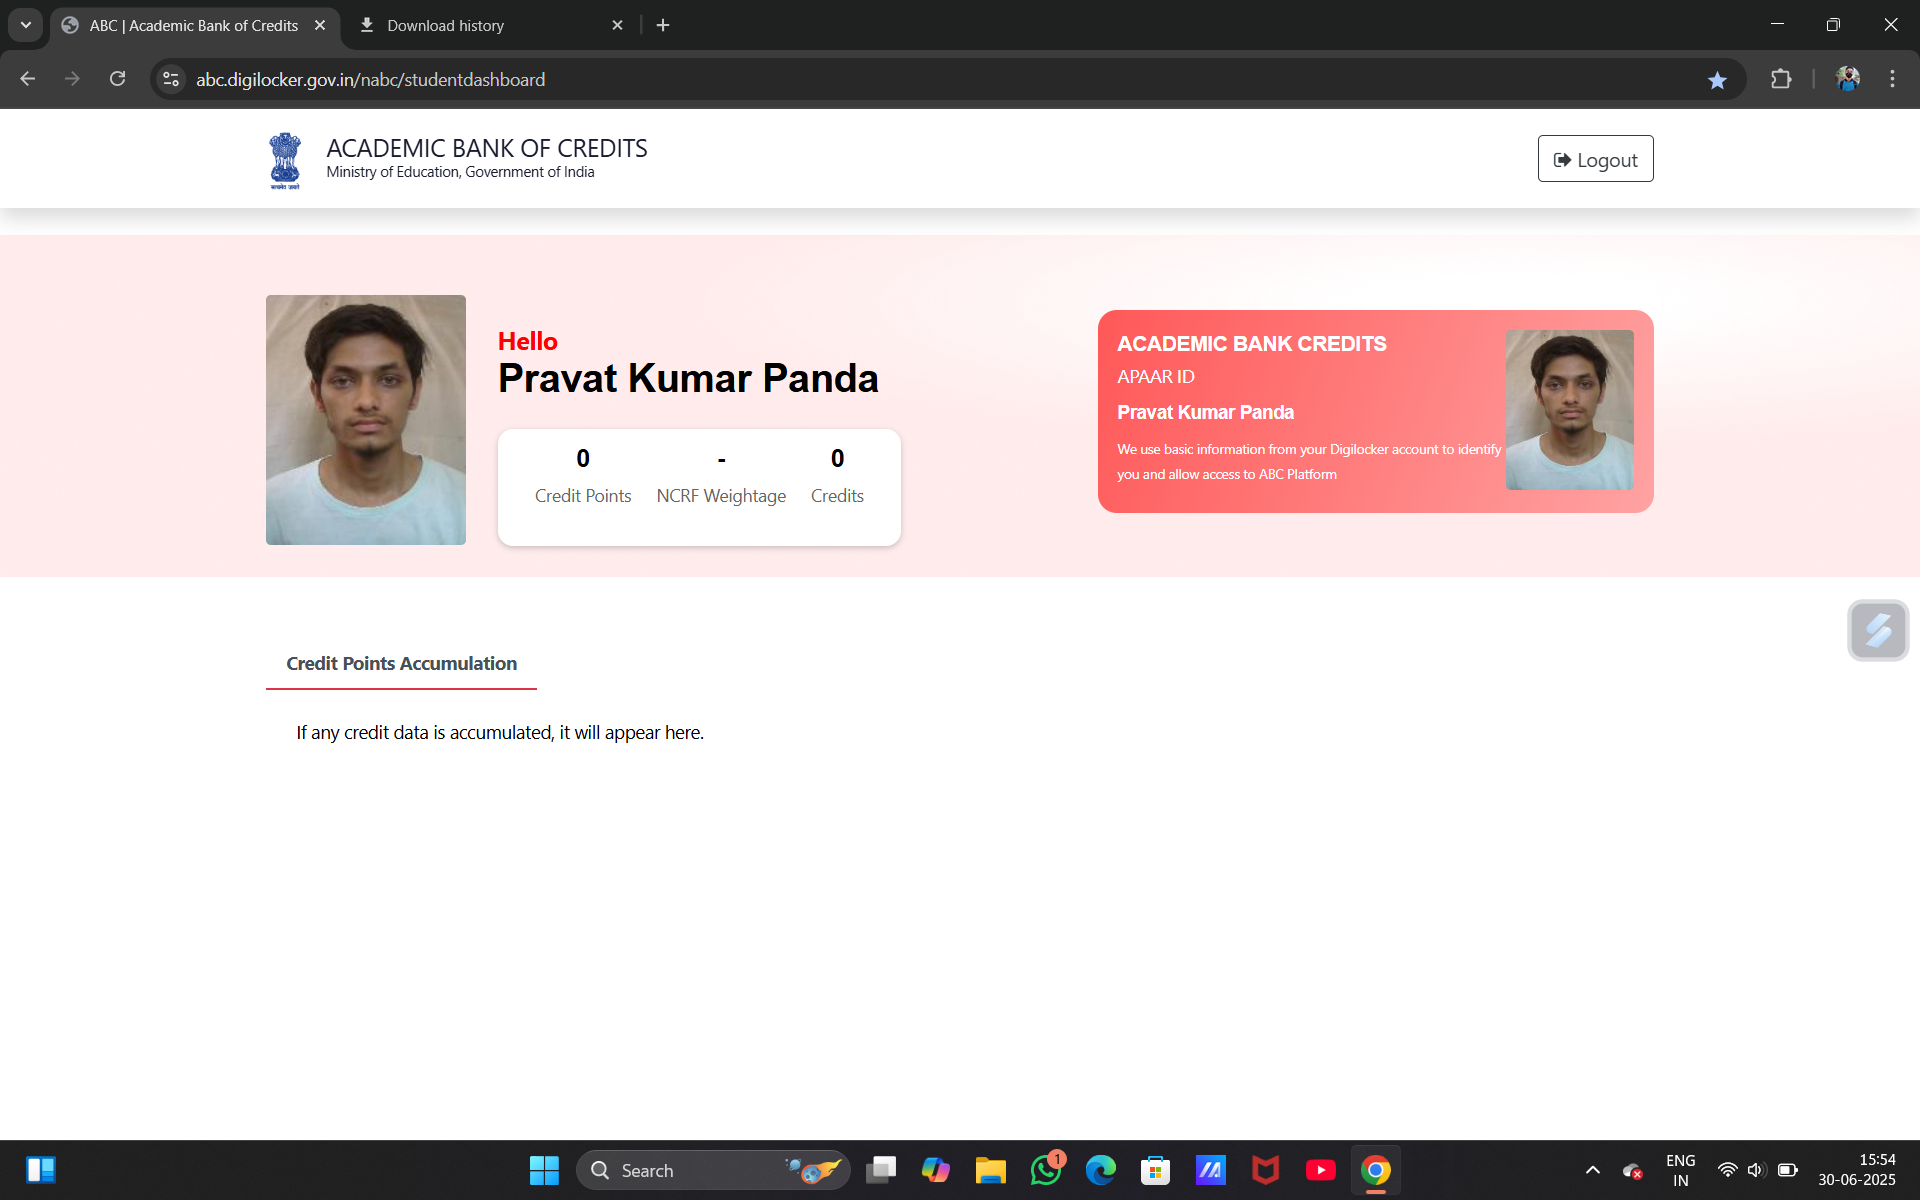 ABC | Academic Bank of Credits
Download history
abc.digilocker.gov.in/nabc/studentdashboard
ACADEMIC BANK OF CREDITS
Ministry of Education, Government of India
Logout
Hello
Pravat Kumar Panda
0
-
0
Credit Points
NCRF Weightage
Credits
ACADEMIC BANK CREDITS
APAAR ID
Pravat Kumar Panda
We use basic information from your Digilocker account to identify
you and allow access to ABC Platform
Credit Points Accumulation
If any credit data is accumulated, it will appear here.
Search
1
ENG
IN
15:54
30-06-2025